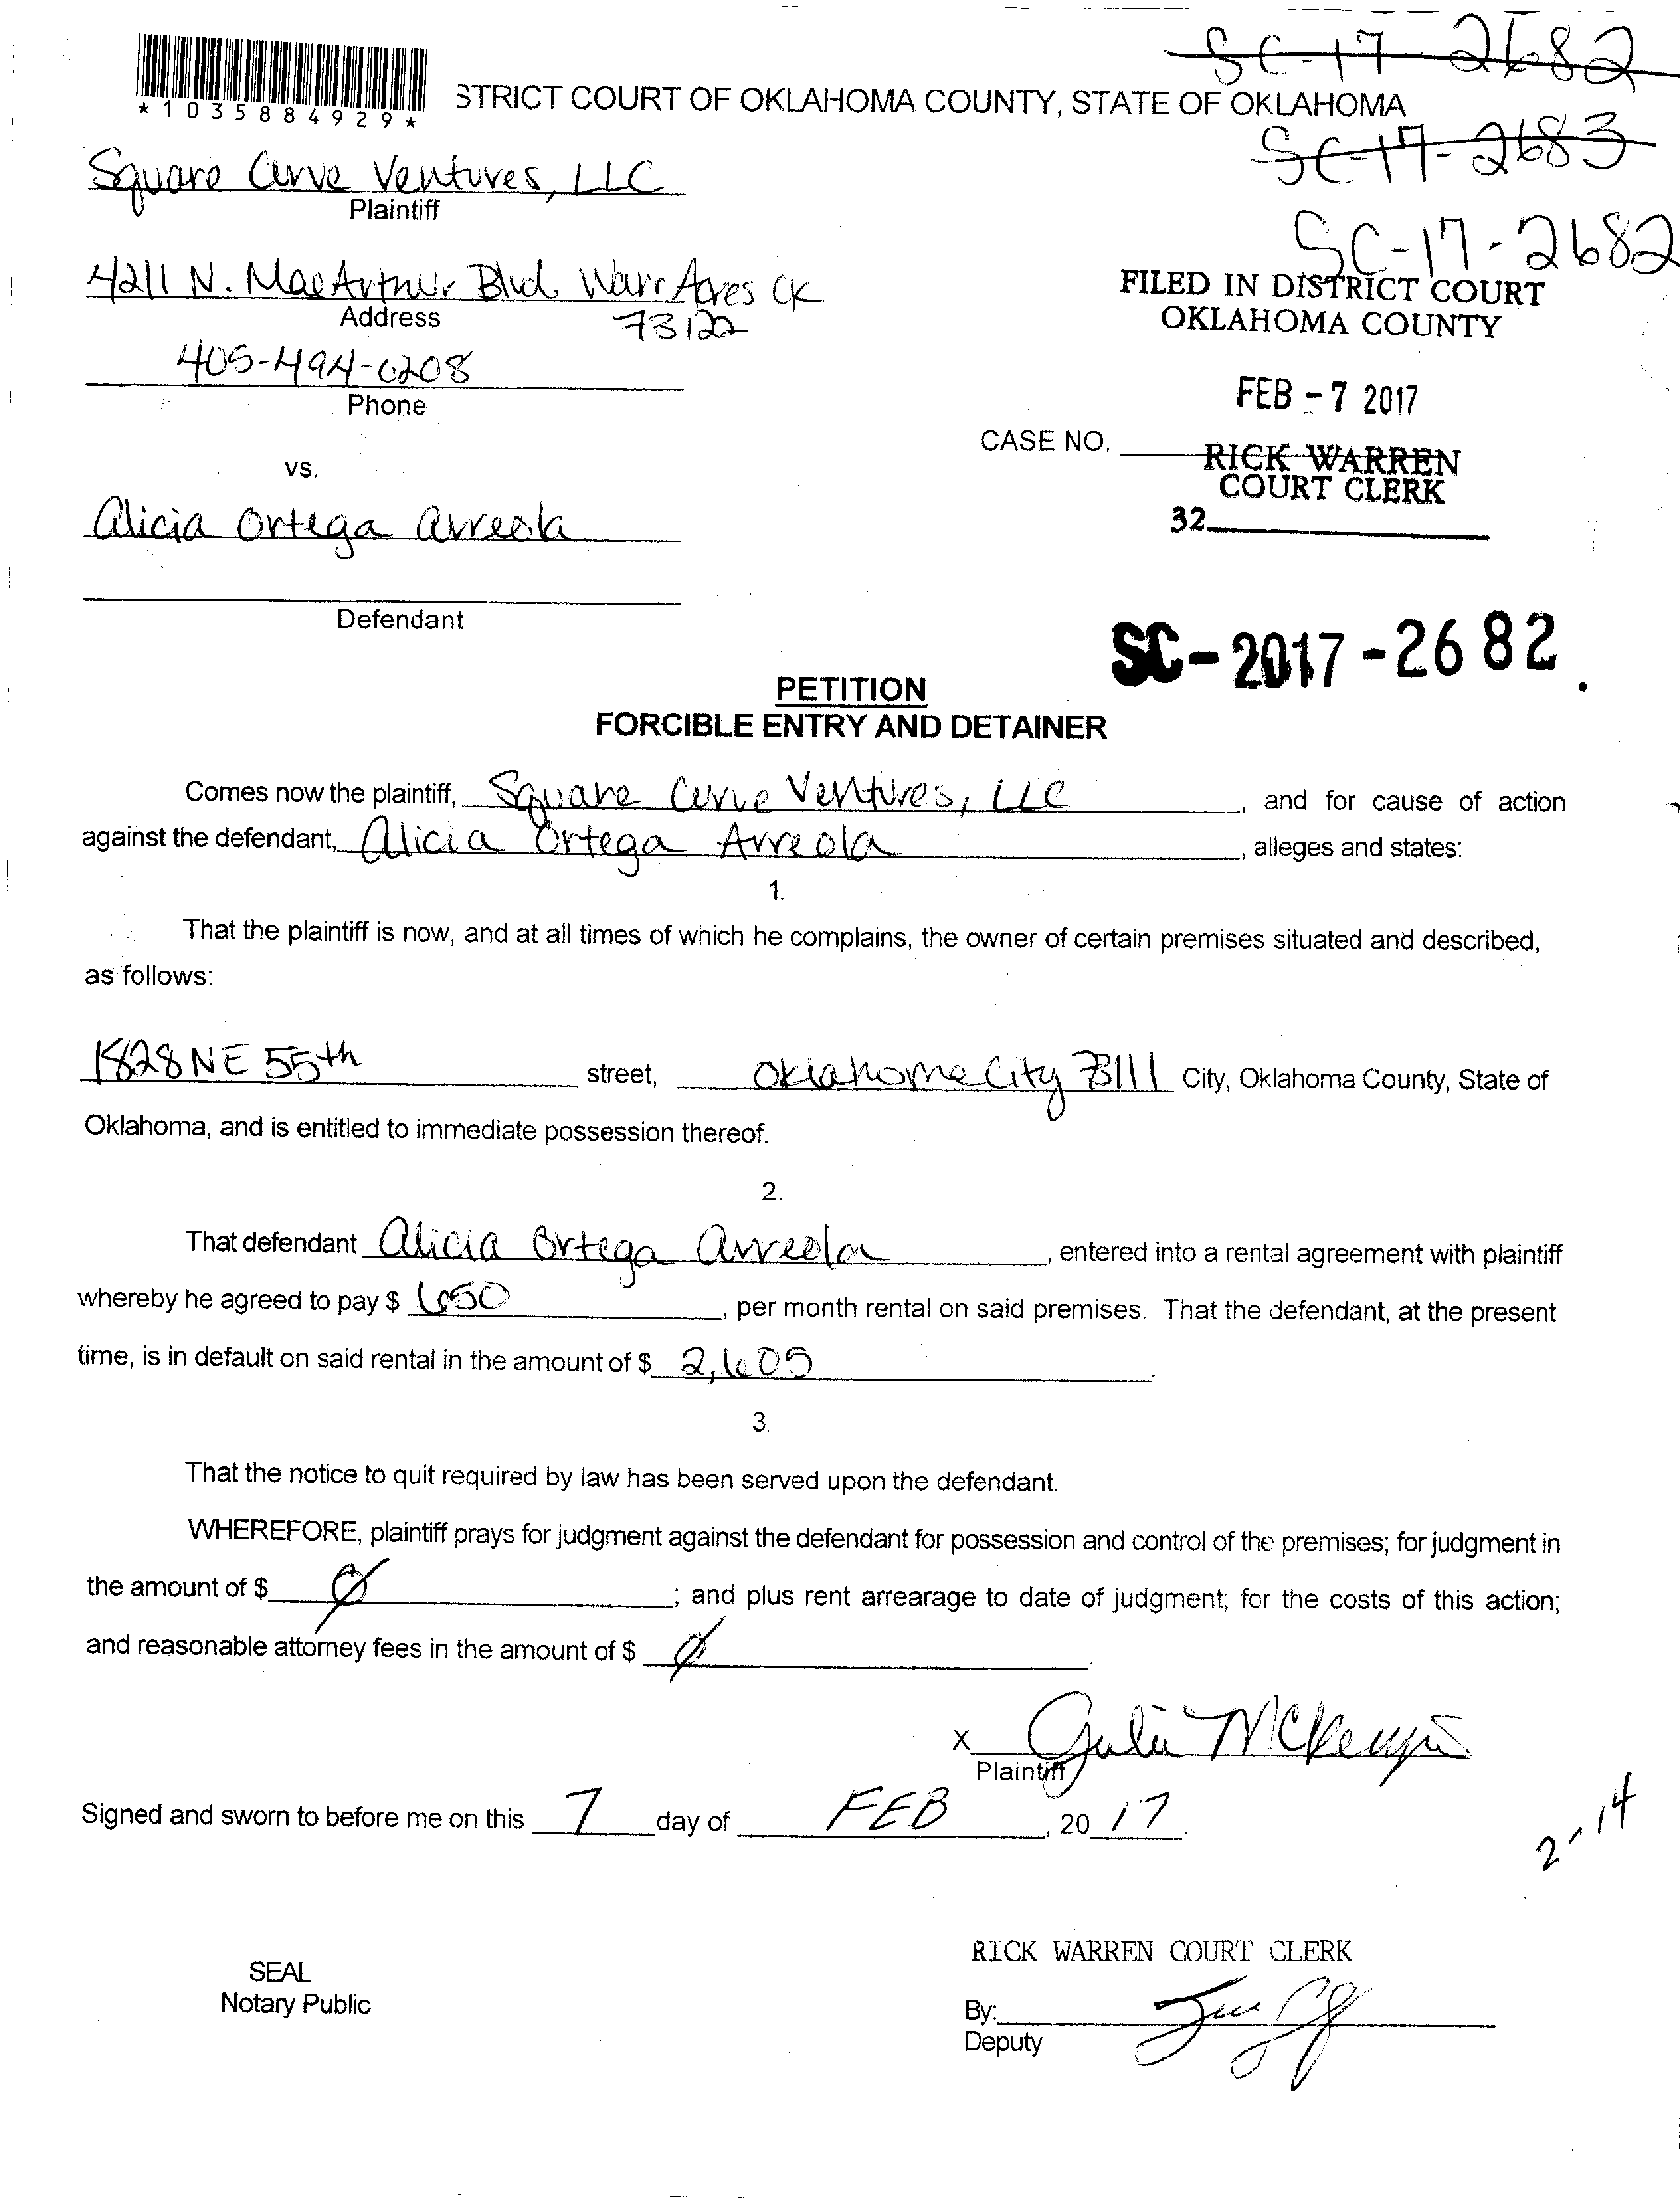 SC-17-2682
*1035884929*
STRICT COURT OF OKLAHOMA COUNTY, STATE OF OKLAHOMA
SC-17-2683
Square Curve Ventures, LLC
Plaintiff
SC-17-2682
4211 N. MacArthur Blvd. Warr Acres OK
Address
73122
FILED IN DISTRICT COURT
OKLAHOMA COUNTY
405-494-0208
Phone
FEB - 7 2017
CASE NO.
RICK WARREN
COURT CLERK
vs.
32
Alicia Ortega Arreola
Defendant
SC-2017-2682
PETITION
FORCIBLE ENTRY AND DETAINER
Comes now the plaintiff, Square Curve Ventures, LLC, and for cause of action
against the defendant, Alicia Ortega Arreola, alleges and states:
1.
That the plaintiff is now, and at all times of which he complains, the owner of certain premises situated and described,
as follows:
1828 NE 55th street, Oklahoma City 73111 City, Oklahoma County, State of
Oklahoma, and is entitled to immediate possession thereof.
2.
That defendant Alicia Ortega Arreola, entered into a rental agreement with plaintiff
whereby he agreed to pay $ 650, per month rental on said premises. That the defendant, at the present
time, is in default on said rental in the amount of $ 2,605.
3.
That the notice to quit required by law has been served upon the defendant.
WHEREFORE, plaintiff prays for judgment against the defendant for possession and control of the premises; for judgment in
the amount of $ Ø; and plus rent arrearage to date of judgment; for the costs of this action;
and reasonable attorney fees in the amount of $ Ø.
X Julie McKenzie
Plaintiff
Signed and sworn to before me on this 7 day of FEB, 20 17.
2-14
RICK WARREN COURT CLERK
SEAL
Notary Public
By:
Deputy